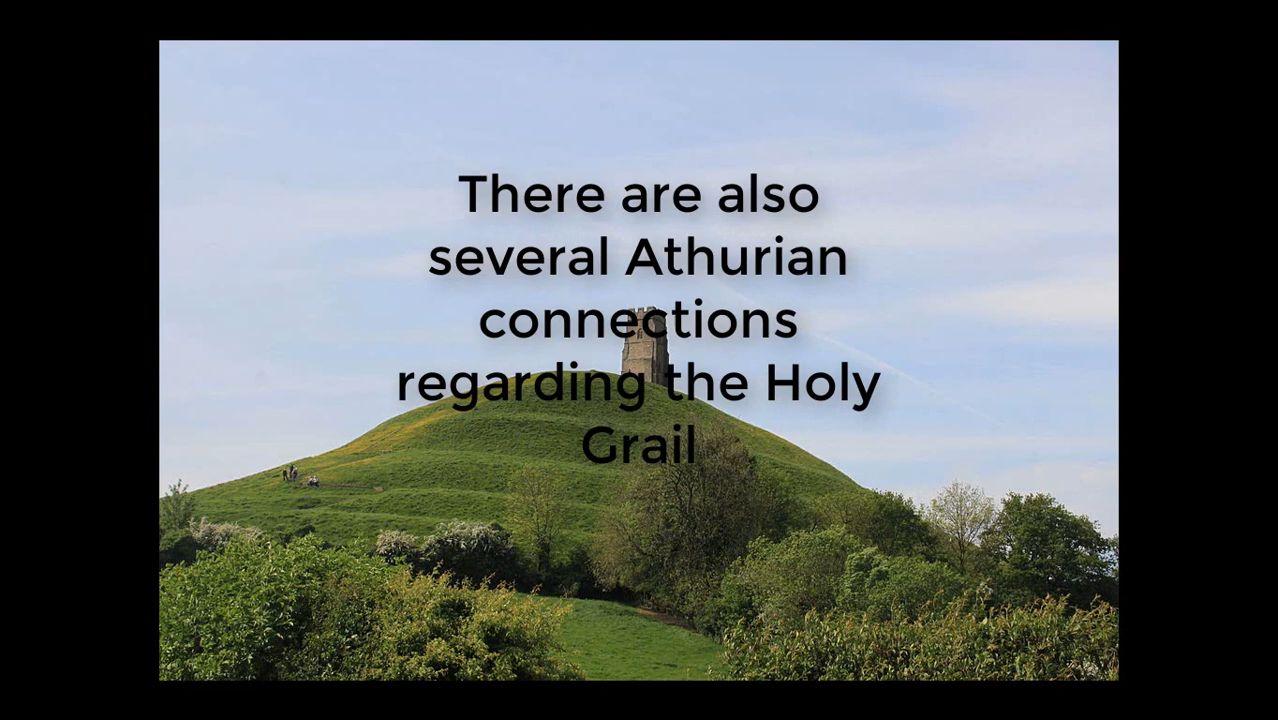 There are also
several Athurian
connections
regarding the Holy
Grail